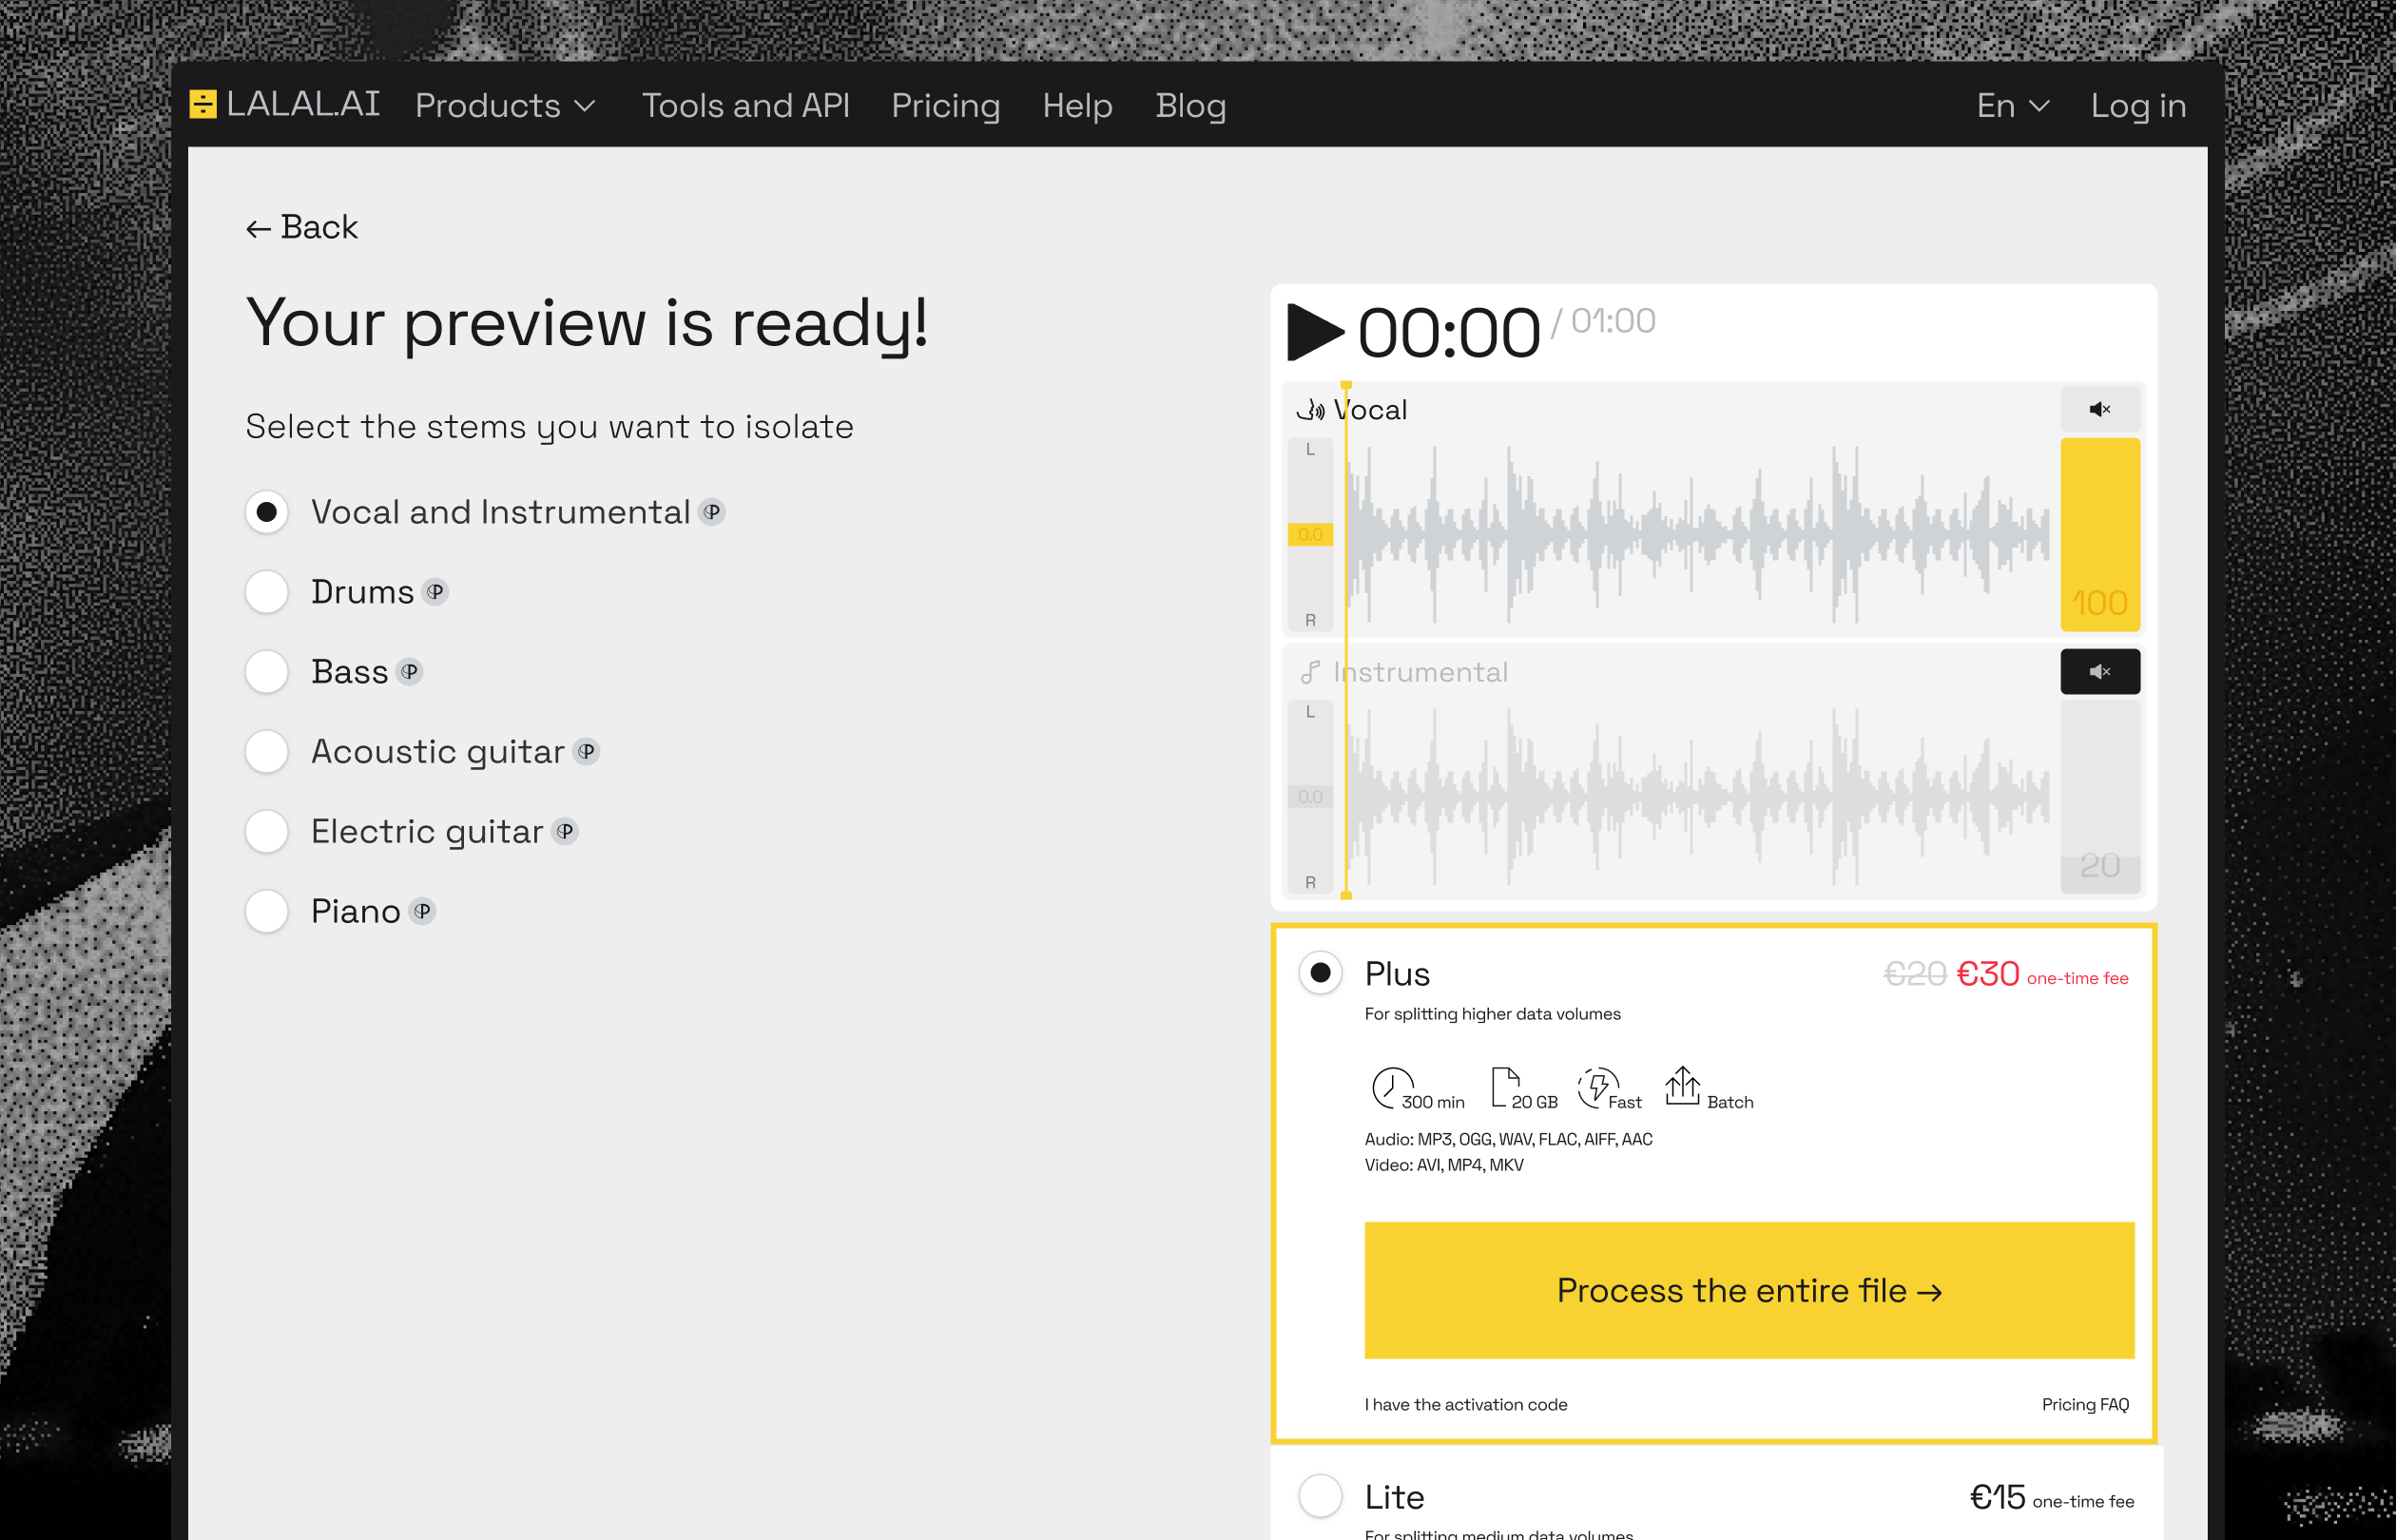 LALAL.AI Products Tools and API Pricing Help Blog En Log in
← Back
Your preview is ready!
Select the stems you want to isolate
Vocal and Instrumental
Drums
Bass
Acoustic guitar
Electric guitar
Piano
00:00 / 01:00
Vocal
L
0.0
R
100
Instrumental
L
0.0
R
20
Plus €20 €30 one-time fee
For splitting higher data volumes
300 min 20 GB Fast Batch
Audio: MP3, OGG, WAV, FLAC, AIFF, AAC
Video: AVI, MP4, MKV
Process the entire file →
I have the activation code Pricing FAQ
Lite €15 one-time fee
For splitting medium data volumes